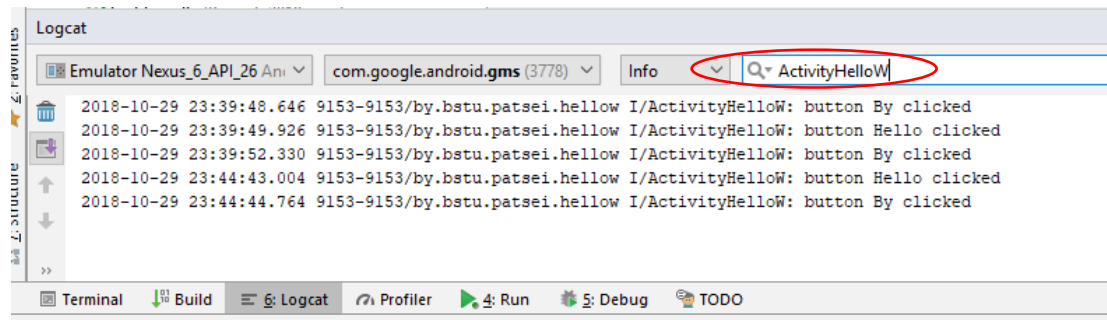 Logcat
Emulator Nexus_6_API_26 An
com.google.android.gms (3778)
Info
ActivityHelloW
2018-10-29 23:39:48.646 9153-9153/by.bstu.patsei.hellow I/ActivityHelloW: button By clicked
2018-10-29 23:39:49.926 9153-9153/by.bstu.patsei.hellow I/ActivityHelloW: button Hello clicked
2018-10-29 23:39:52.330 9153-9153/by.bstu.patsei.hellow I/ActivityHelloW: button By clicked
2018-10-29 23:44:43.004 9153-9153/by.bstu.patsei.hellow I/ActivityHelloW: button Hello clicked
2018-10-29 23:44:44.764 9153-9153/by.bstu.patsei.hellow I/ActivityHelloW: button By clicked
2: Favorites
Z: Structure
>>
Terminal
Build
6: Logcat
Profiler
4: Run
5: Debug
TODO